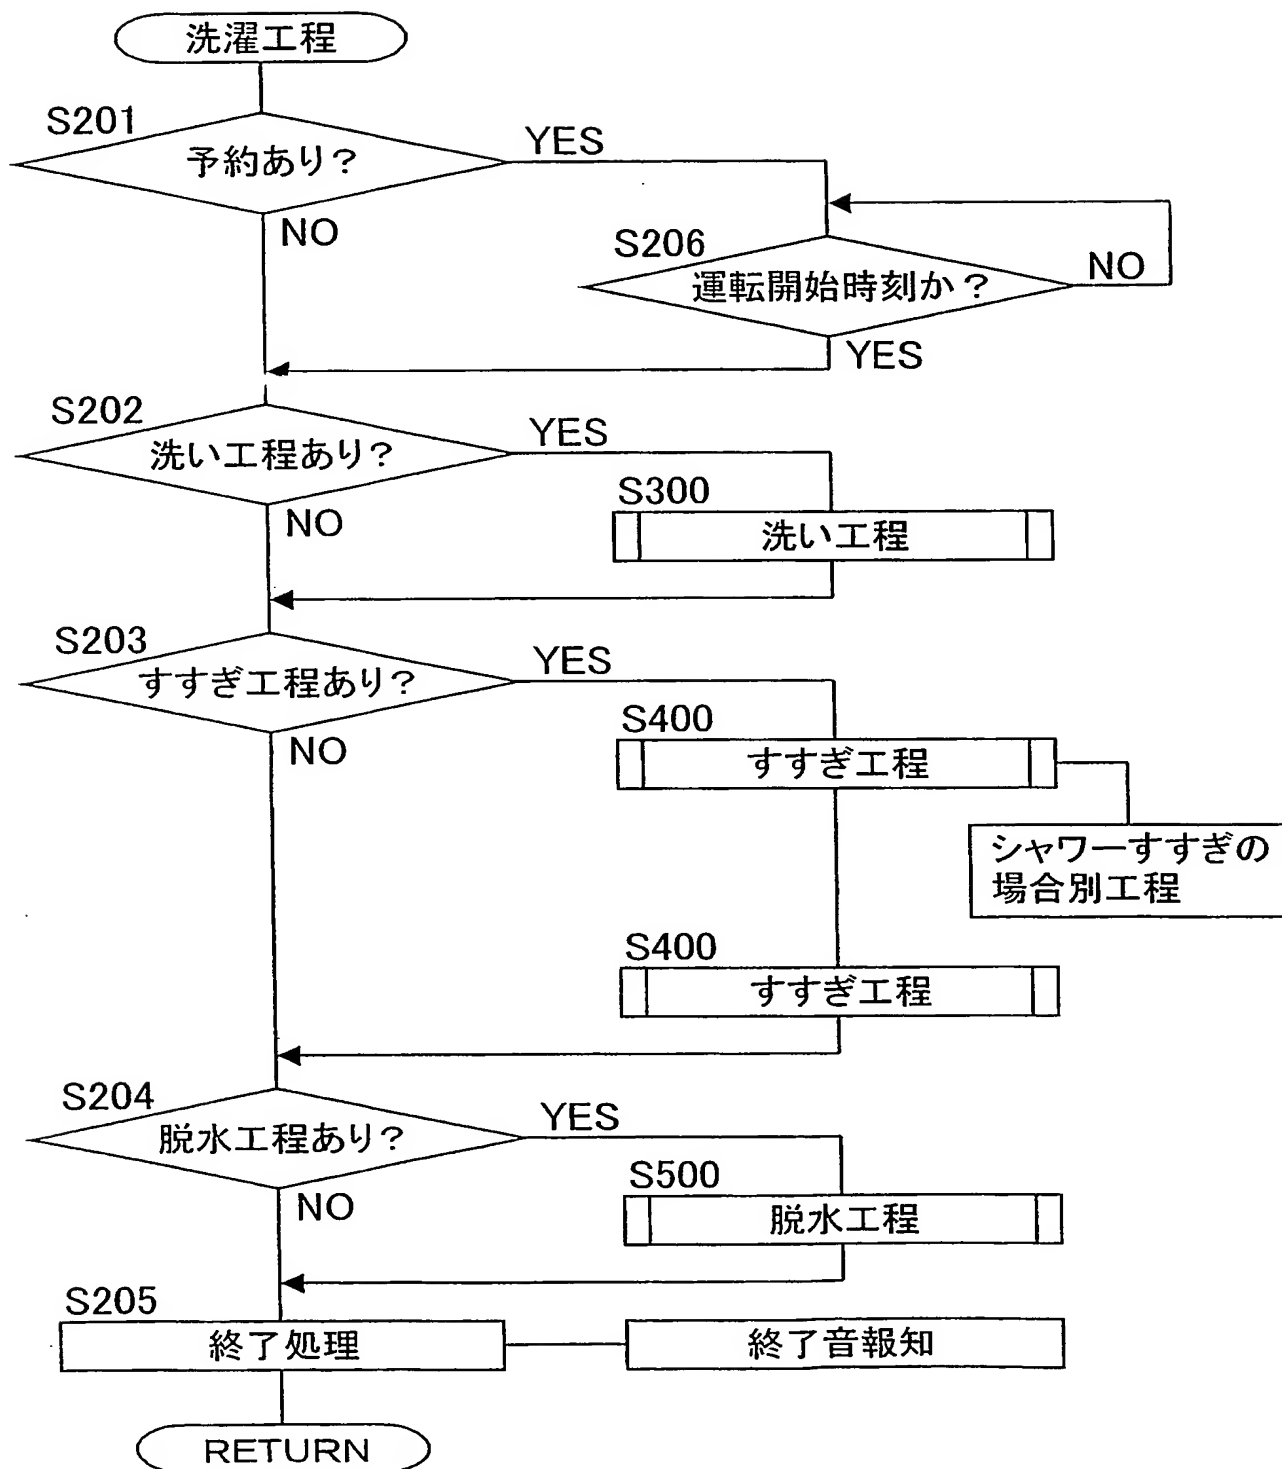 洗濯工程
S201
予約あり?
YES
NO
S206
運転開始時刻か?
NO
YES
S202
洗い工程あり?
YES
NO
S300
洗い工程
S203
すすぎ工程あり?
YES
NO
S400
すすぎ工程
シャワーすすぎの
場合別工程
S400
すすぎ工程
S204
脱水工程あり?
YES
NO
S500
脱水工程
S205
終了処理
終了音報知
RETURN